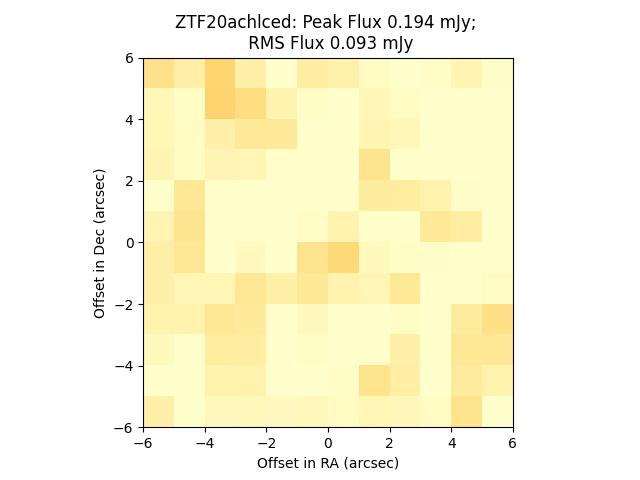 ZTF20achlced: Peak Flux 0.194 mJy;
RMS Flux 0.093 mJy
6
4
2
0
−2
−4
−6
Offset in Dec (arcsec)
−6 −4 −2 0 2 4 6
Offset in RA (arcsec)